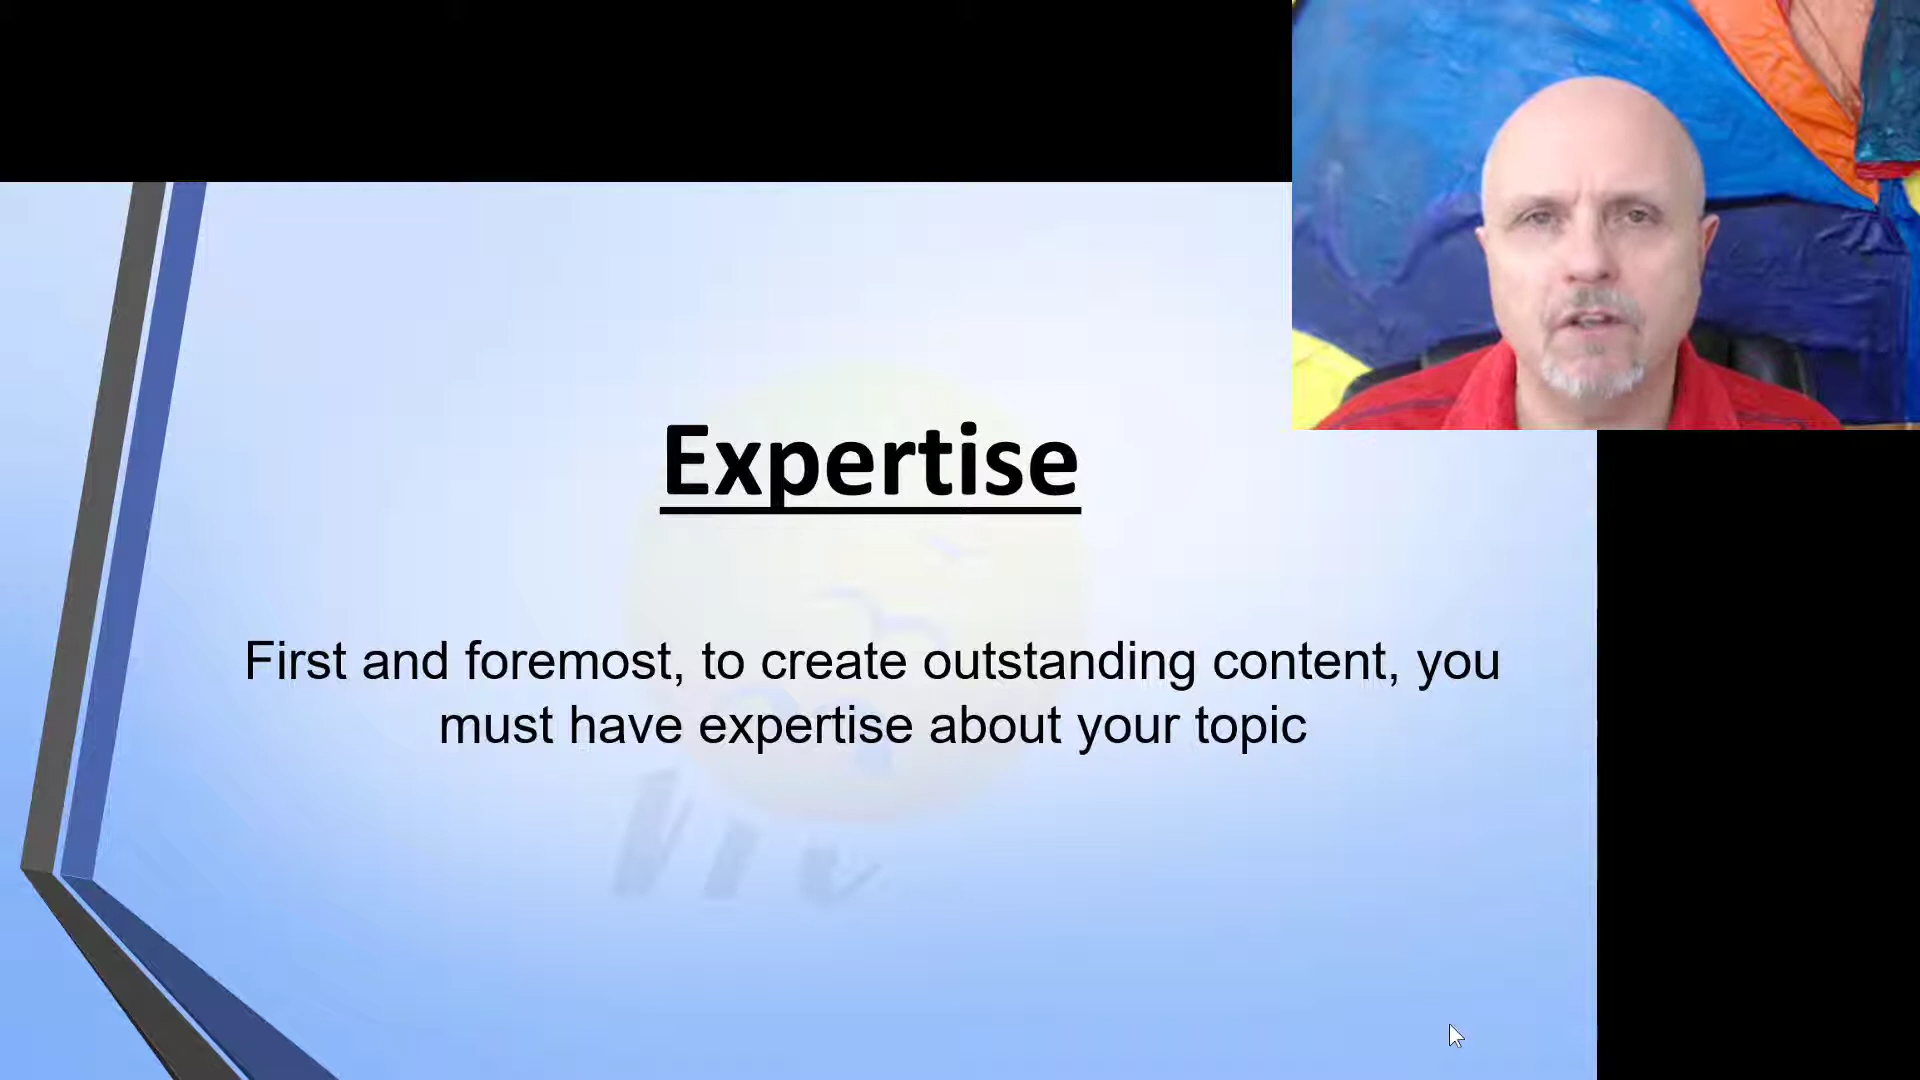 Expertise
First and foremost, to create outstanding content, you
must have expertise about your topic